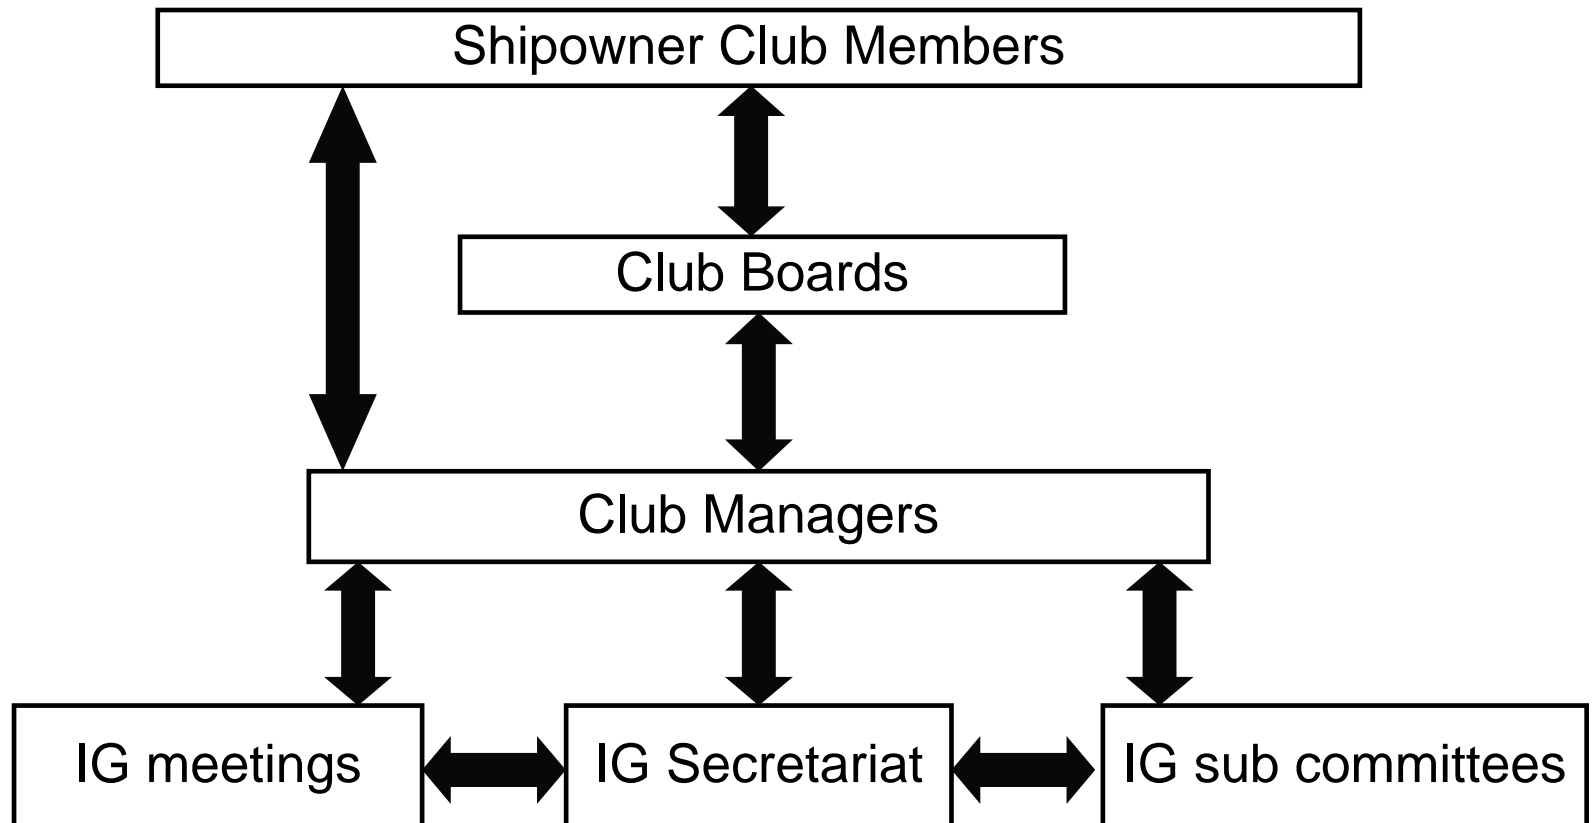 Shipowner Club Members
Club Boards
Club Managers
IG meetings
IG Secretariat
IG sub committees